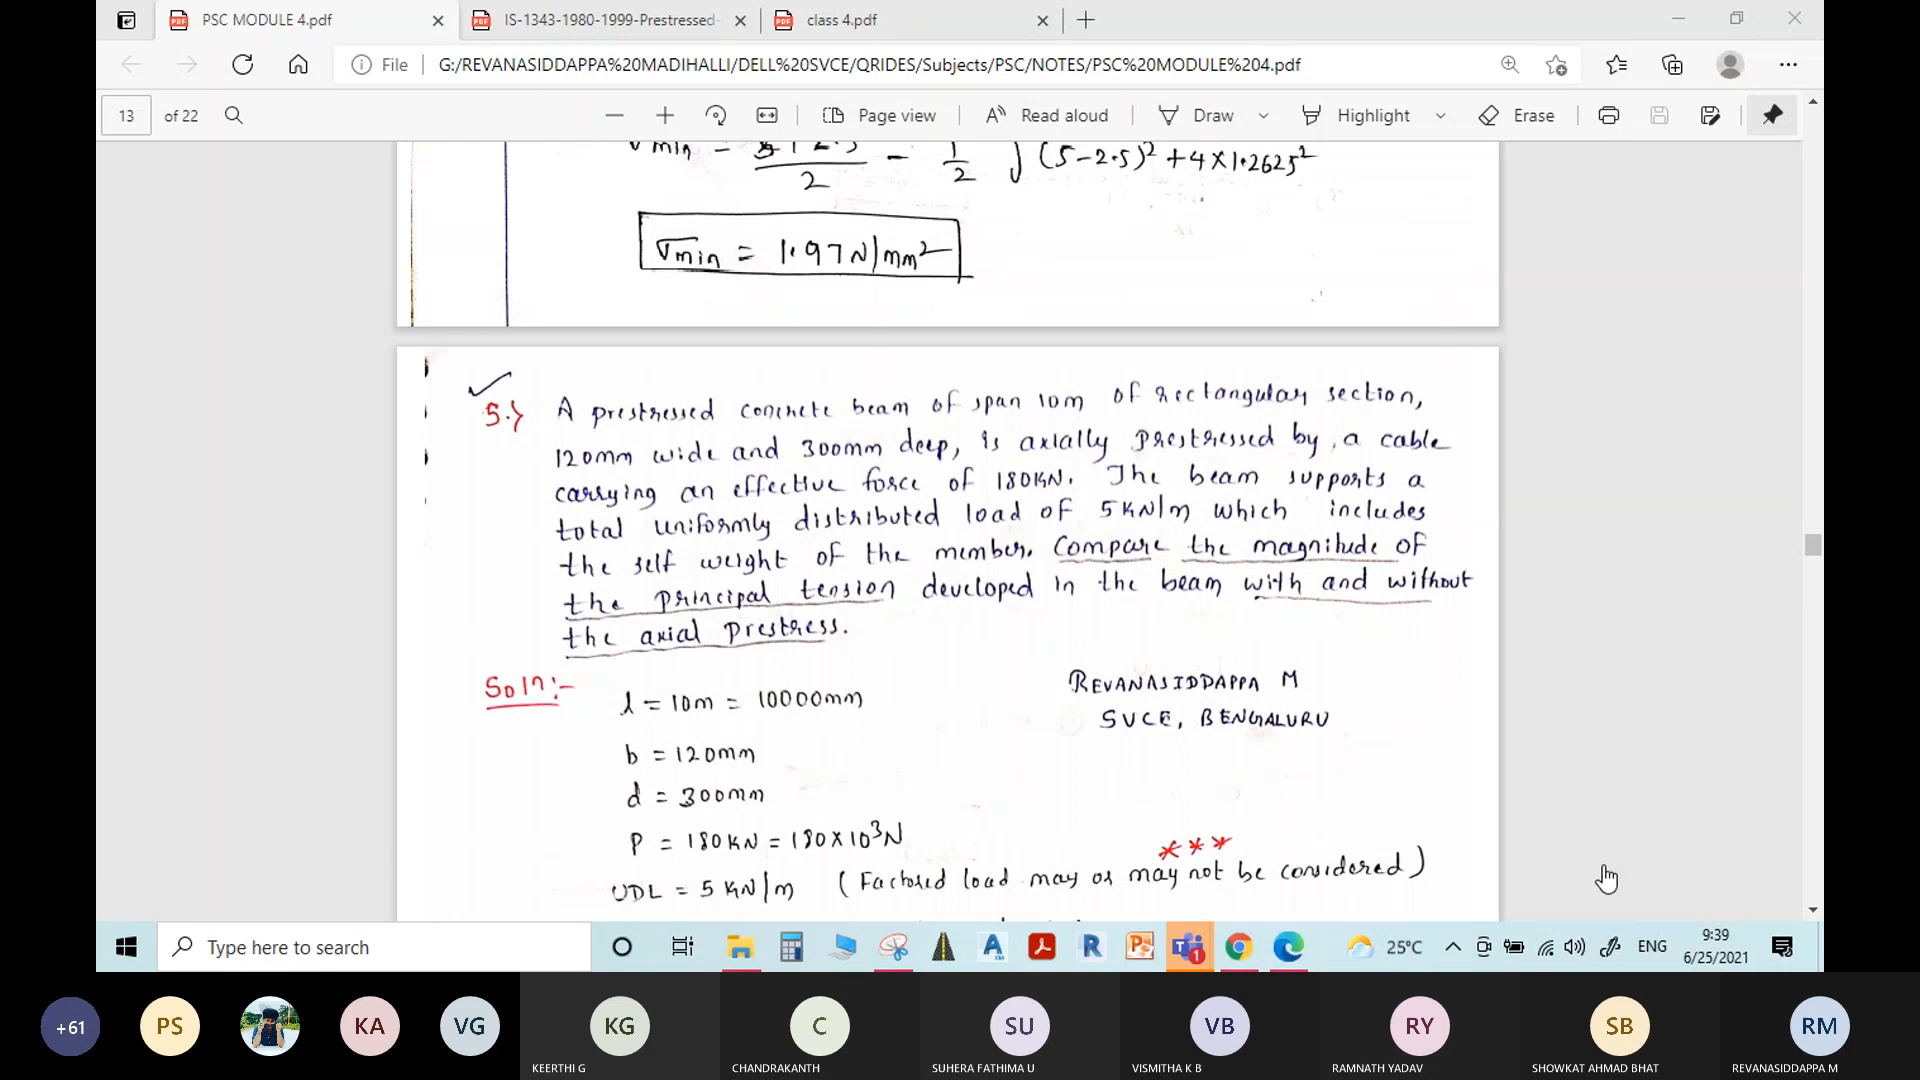 PSC MODULE 4.pdf
IS-1343-1980-1999-Prestressed-
class 4.pdf
File
G:/REVANASIDDAPPA%20MADIHALLI/DELL%20SVCE/QRIDES/Subjects/PSC/NOTES/PSC%20MODULE%204.pdf
13 of 22
Page view
Read aloud
Draw
Highlight
Erase
2 - 1/2 √(5-2.5)² + 4×1.2625²
σmin = 1.97 N/mm²
5.) A prestressed concrete beam of span 10m of rectangular section,
120mm wide and 300mm deep, is axially prestressed by a cable
carrying an effective force of 180KN. The beam supports a
total uniformly distributed load of 5KN/m which includes
the self weight of the member. Compare the magnitude of
the principal tension developed in the beam with and without
the axial prestress.
Soln:-
l = 10m = 10000mm
REVANASIDDAPPA M
SVCE, BENGALURU
b = 120mm
d = 300mm
P = 180KN = 180×10³N
***
UDL = 5 KN/m (Factored load may or may not be considered)
Type here to search
25°C
ENG
9:39
6/25/2021
+61
PS
KA
VG
KG
C
SU
VB
RY
SB
RM
KEERTHI G
CHANDRAKANTH
SUHERA FATHIMA U
VISMITHA K B
RAMNATH YADAV
SHOWKAT AHMAD BHAT
REVANASIDDAPPA M